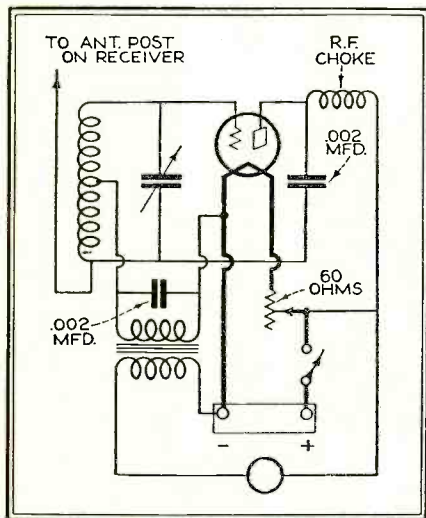 TO ANT. POST
ON RECEIVER
R.F.
CHOKE
.002
MFD.
60
OHMS
.002
MFD.
- +